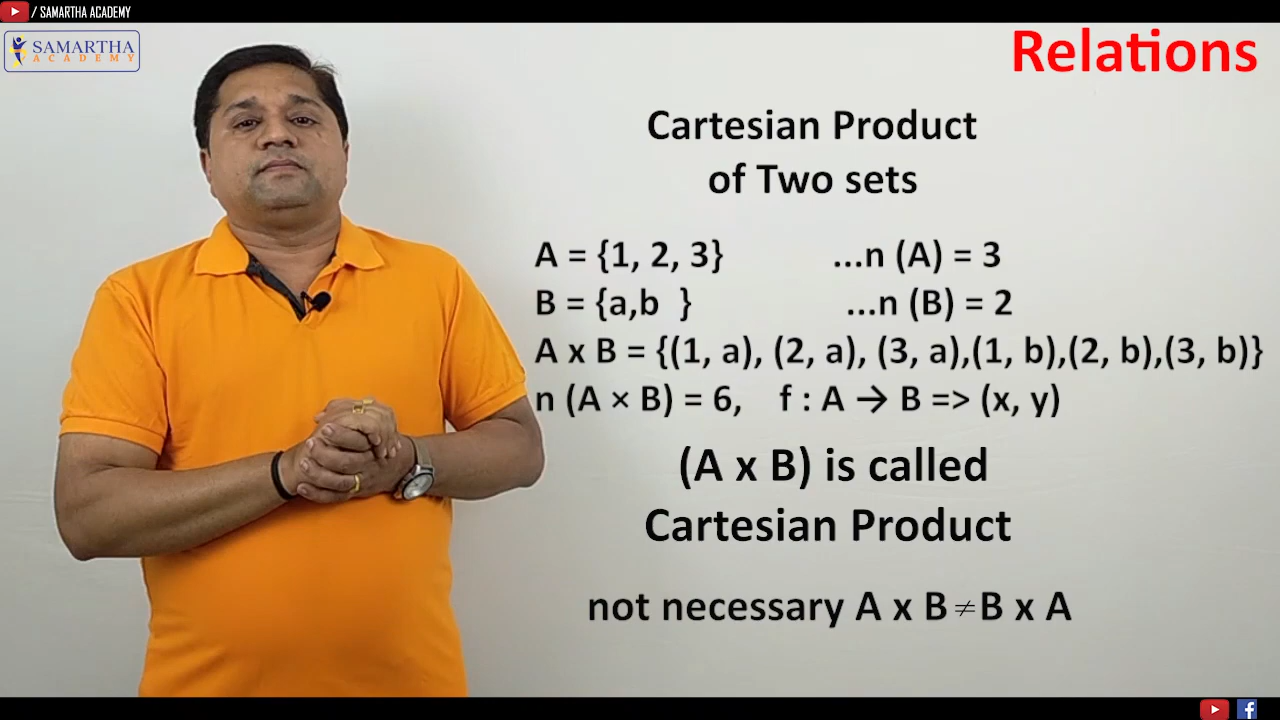 / SAMARTHA ACADEMY
SAMARTHA
ACADEMY
Relations
Cartesian Product
of Two sets
A = {1, 2, 3} ...n (A) = 3
B = {a,b } ...n (B) = 2
A x B = {(1, a), (2, a), (3, a),(1, b),(2, b),(3, b)}
n (A × B) = 6, f : A → B => (x, y)
(A x B) is called
Cartesian Product
not necessary A x B ≠ B x A